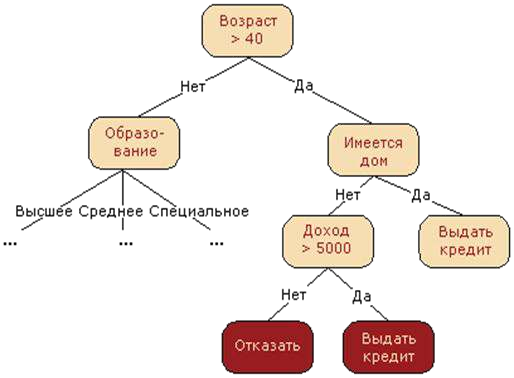 Возраст
> 40
Нет
Да
Образо-
вание
Имеется
дом
Высшее Среднее Специальное
Нет
Да
... ... ...
Доход
> 5000
Выдать
кредит
Нет
Да
Отказать
Выдать
кредит